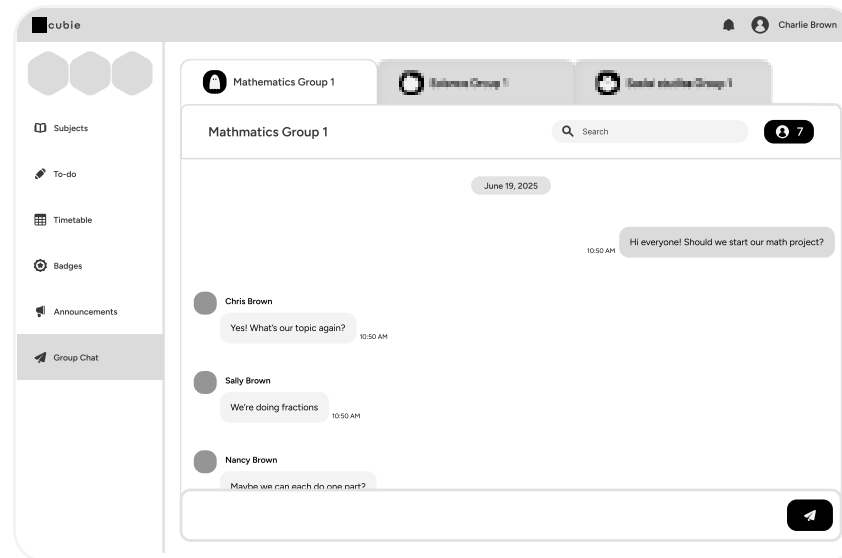 cubie
Charlie Brown
Subjects
To-do
Timetable
Badges
Announcements
Group Chat
Mathematics Group 1
Mathmatics Group 1
Search
7
June 19, 2025
Hi everyone! Should we start our math project?
10:50 AM
Chris Brown
Yes! What's our topic again?
10:50 AM
Sally Brown
We're doing fractions
10:50 AM
Nancy Brown
Maybe we can each do one part?